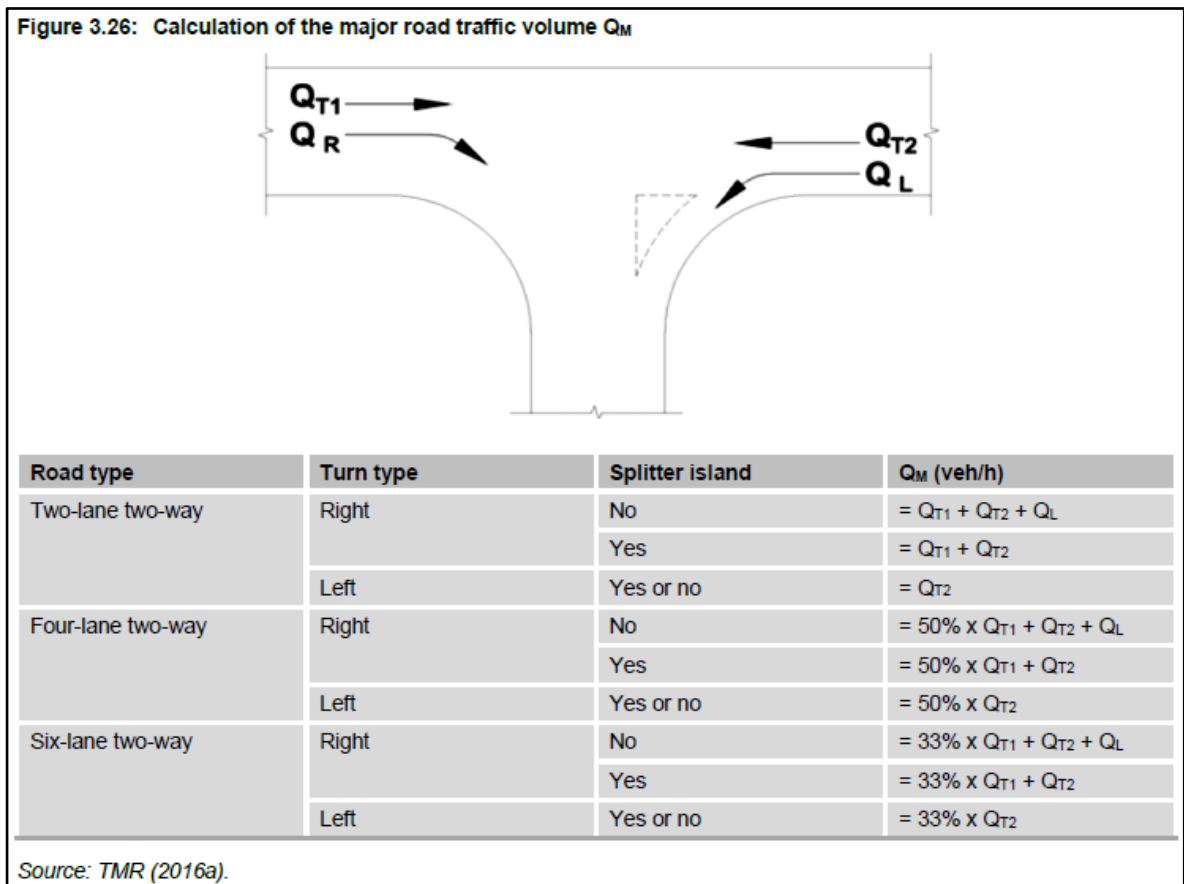 Figure 3.26: Calculation of the major road traffic volume QM
QT1
QR
QT2
QL
Road type Turn type Splitter island QM (veh/h)
Two-lane two-way Right No = QT1 + QT2 + QL
Yes = QT1 + QT2
Left Yes or no = QT2
Four-lane two-way Right No = 50% x QT1 + QT2 + QL
Yes = 50% x QT1 + QT2
Left Yes or no = 50% x QT2
Six-lane two-way Right No = 33% x QT1 + QT2 + QL
Yes = 33% x QT1 + QT2
Left Yes or no = 33% x QT2
Source: TMR (2016a).